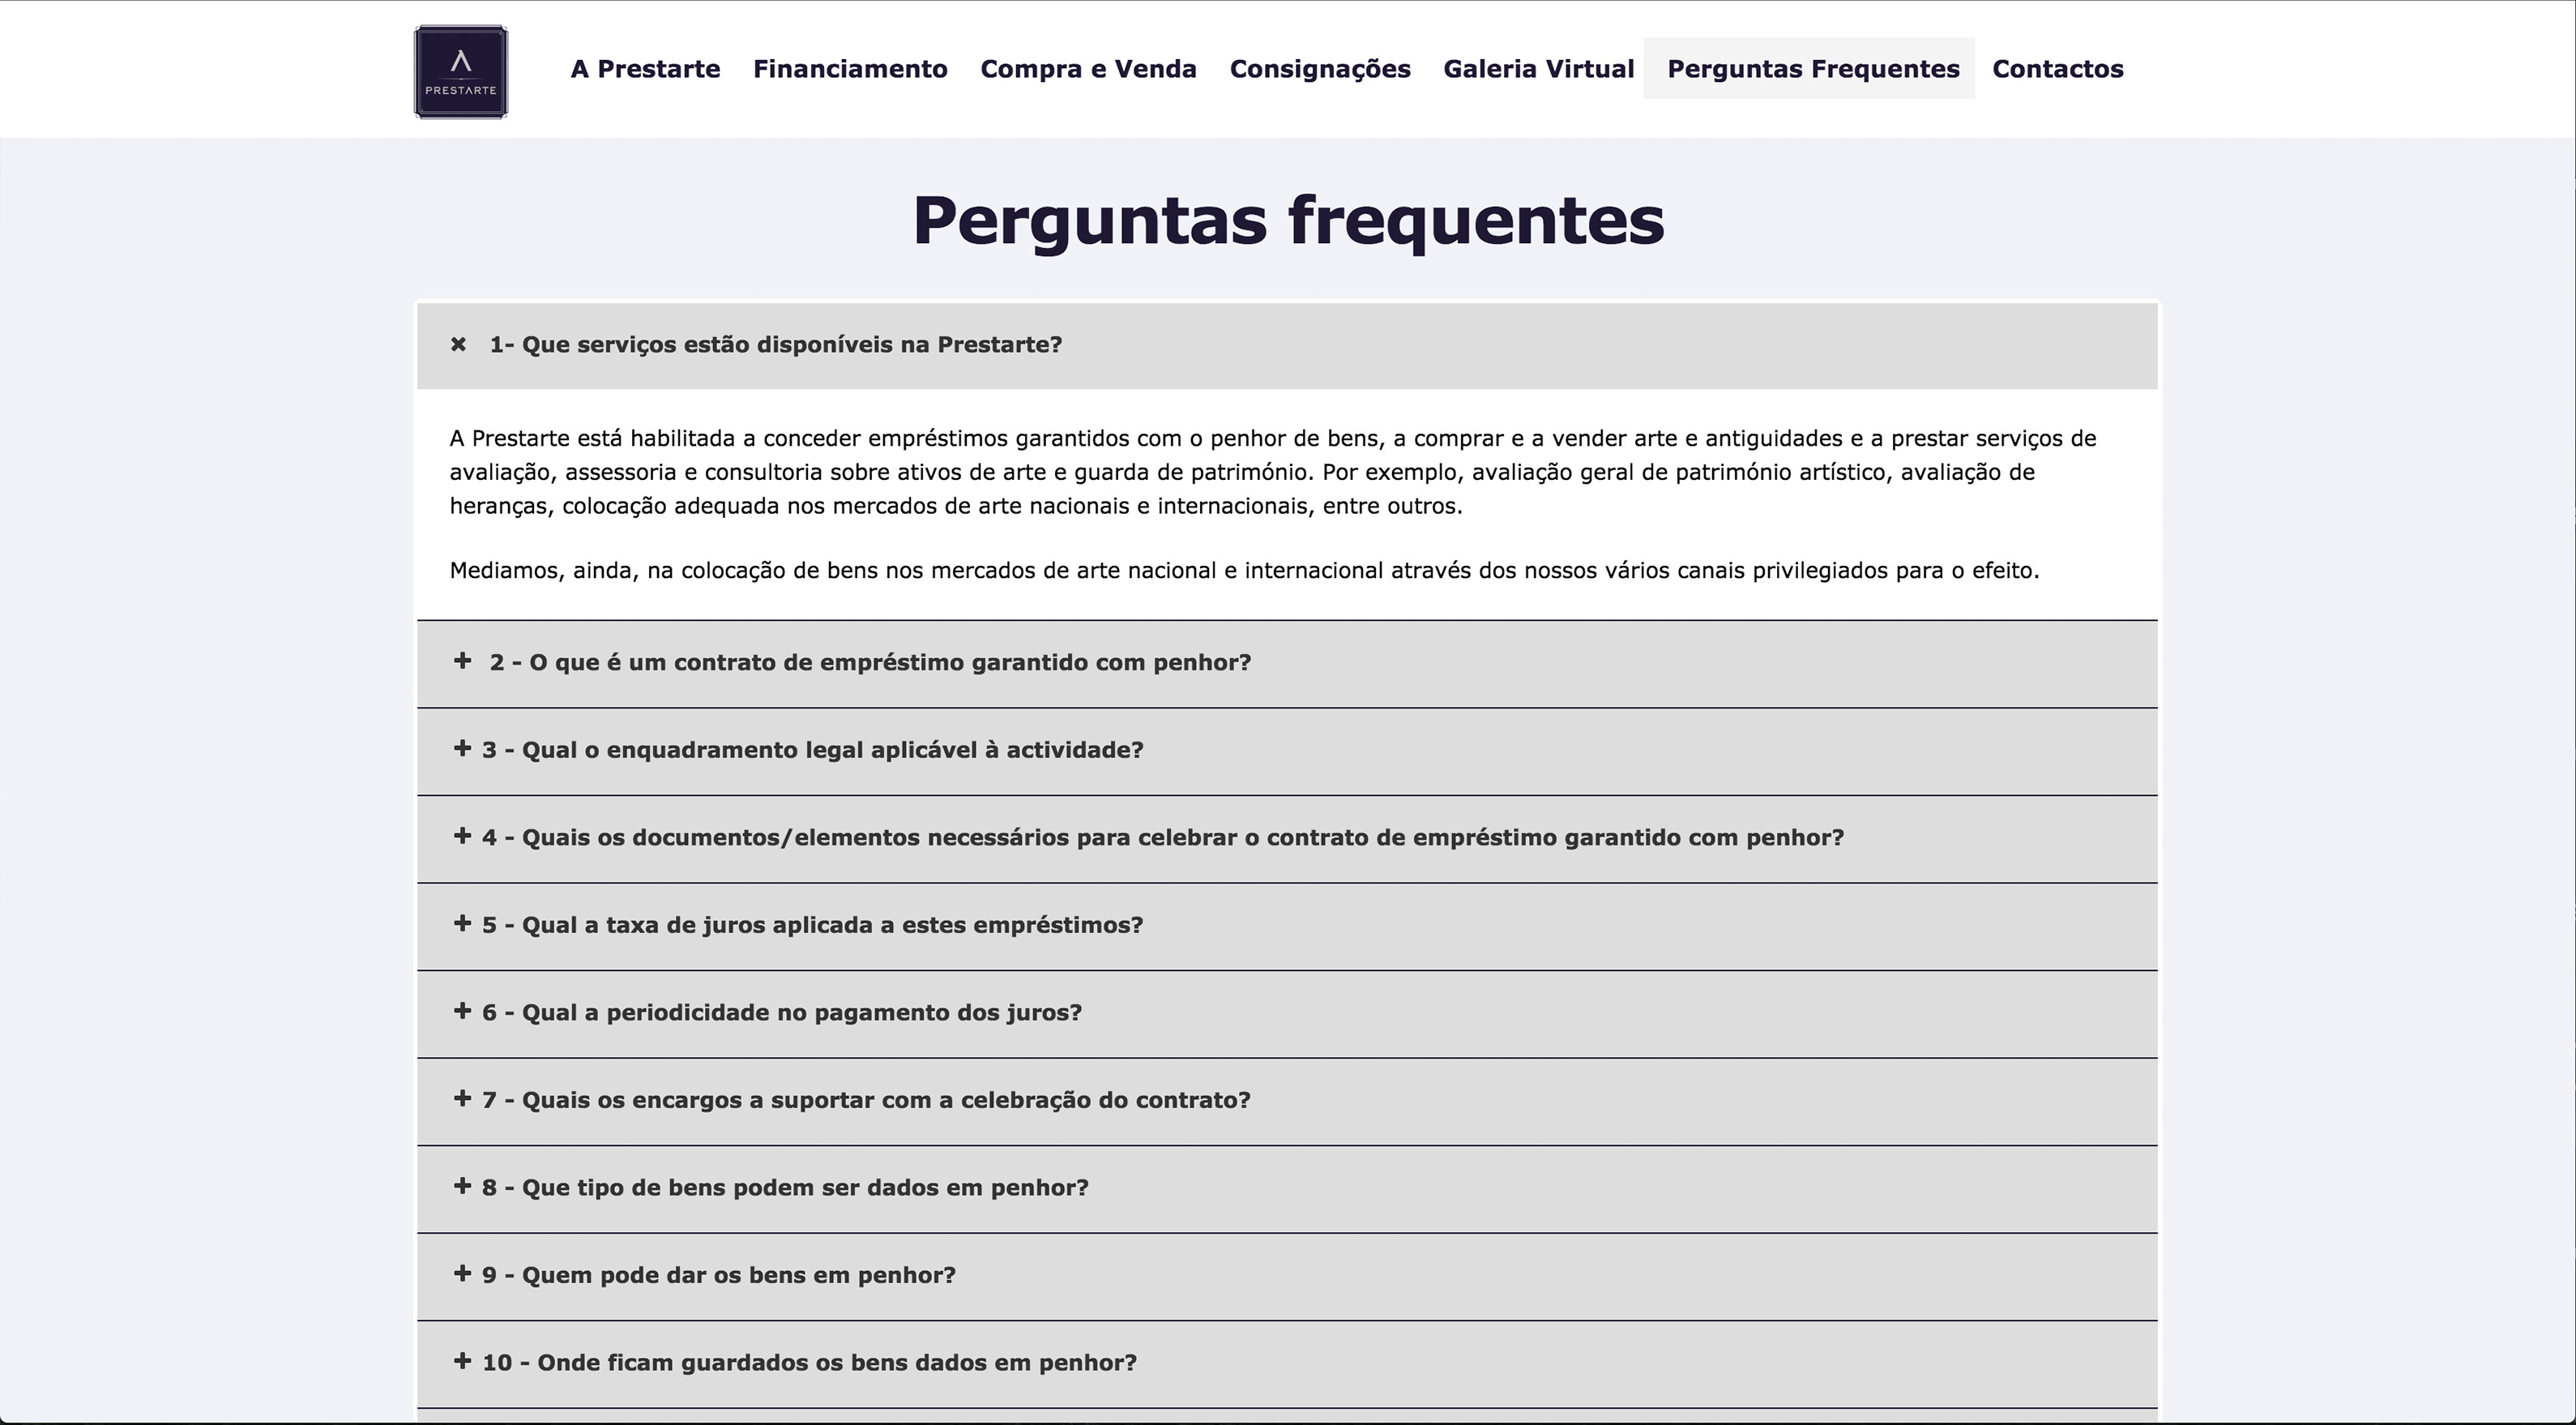 PRESTARTE
A Prestarte Financiamento Compra e Venda Consignações Galeria Virtual Perguntas Frequentes Contactos
Perguntas frequentes
1- Que serviços estão disponíveis na Prestarte?
A Prestarte está habilitada a conceder empréstimos garantidos com o penhor de bens, a comprar e a vender arte e antiguidades e a prestar serviços de
avaliação, assessoria e consultoria sobre ativos de arte e guarda de património. Por exemplo, avaliação geral de património artístico, avaliação de
heranças, colocação adequada nos mercados de arte nacionais e internacionais, entre outros.
Mediamos, ainda, na colocação de bens nos mercados de arte nacional e internacional através dos nossos vários canais privilegiados para o efeito.
2 - O que é um contrato de empréstimo garantido com penhor?
3 - Qual o enquadramento legal aplicável à actividade?
4 - Quais os documentos/elementos necessários para celebrar o contrato de empréstimo garantido com penhor?
5 - Qual a taxa de juros aplicada a estes empréstimos?
6 - Qual a periodicidade no pagamento dos juros?
7 - Quais os encargos a suportar com a celebração do contrato?
8 - Que tipo de bens podem ser dados em penhor?
9 - Quem pode dar os bens em penhor?
10 - Onde ficam guardados os bens dados em penhor?